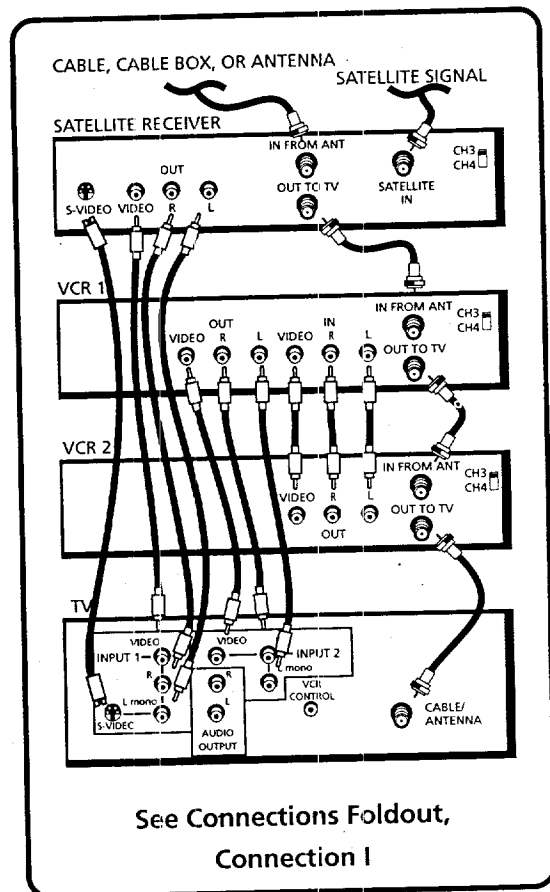 CABLE, CABLE BOX, OR ANTENNA
SATELLITE SIGNAL
SATELLITE RECEIVER
IN FROM ANT
CH3
CH4
OUT
OUT TO TV
SATELLITE
IN
S-VIDEO VIDEO R L
VCR 1
IN FROM ANT
CH3
CH4
OUT IN
VIDEO R L VIDEO R L
OUT TO TV
VCR 2
IN FROM ANT
CH3
CH4
VIDEO R L
OUT TO TV
OUT
TV
VIDEO VIDEO
INPUT 1 INPUT 2
L mono
R R
VCR
CONTROL
L mono L
S-VIDEC
CABLE/
ANTENNA
AUDIO
OUTPUT
See Connections Foldout,
Connection I